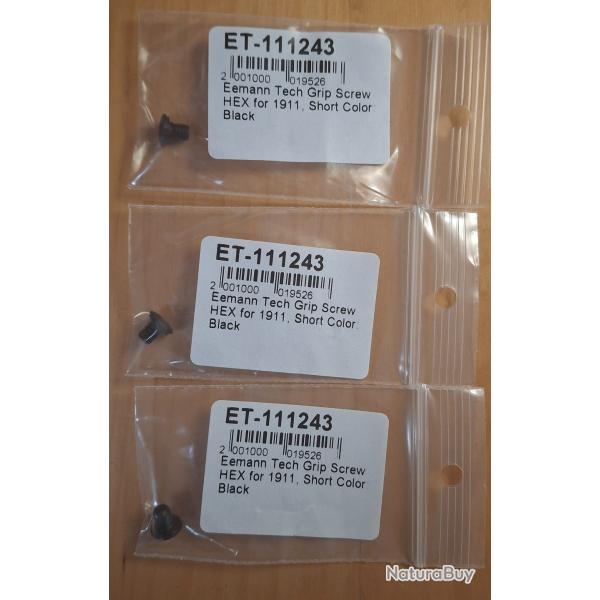 ET-111243
2 001000 019526
Eemann Tech Grip Screw
HEX for 1911, Short Color:
Black
ET-111243
2 001000 019526
Eemann Tech Grip Screw
HEX for 1911, Short Color:
Black
ET-111243
2 001000 019526
Eemann Tech Grip Screw
HEX for 1911, Short Color:
Black
NaturaBuy